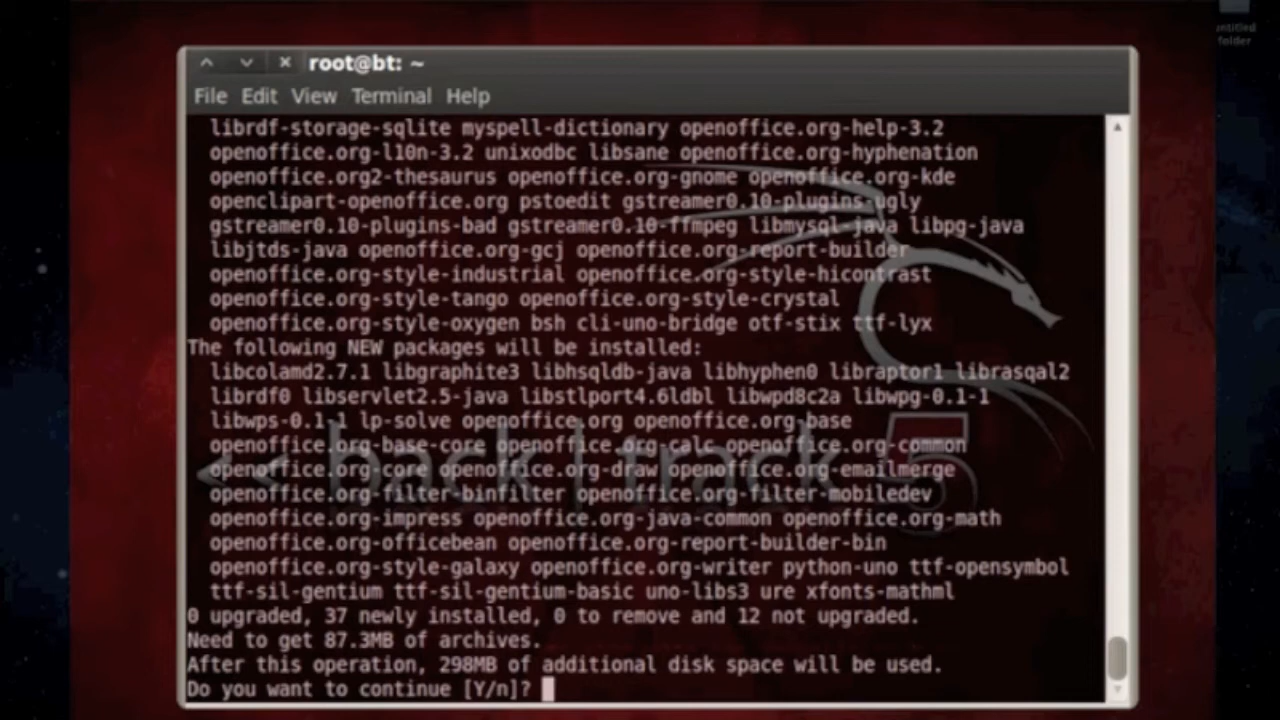 untitled
folder
root@bt: ~
File Edit View Terminal Help
librdf-storage-sqlite myspell-dictionary openoffice.org-help-3.2
openoffice.org-l10n-3.2 unixodbc libsane openoffice.org-hyphenation
openoffice.org2-thesaurus openoffice.org-gnome openoffice.org-kde
openclipart-openoffice.org pstoedit gstreamer0.10-plugins-ugly
gstreamer0.10-plugins-bad gstreamer0.10-ffmpeg libmysql-java libpg-java
libjtds-java openoffice.org-gcj openoffice.org-report-builder
openoffice.org-style-industrial openoffice.org-style-hicontrast
openoffice.org-style-tango openoffice.org-style-crystal
openoffice.org-style-oxygen bsh cli-uno-bridge otf-stix ttf-lyx
The following NEW packages will be installed:
libcolamd2.7.1 libgraphite3 libhsqldb-java libhyphen0 libraptor1 librasqal2
librdf0 libservlet2.5-java libstlport4.6ldbl libwpd8c2a libwpg-0.1-1
libwps-0.1-1 lp-solve openoffice.org openoffice.org-base
openoffice.org-base-core openoffice.org-calc openoffice.org-common
openoffice.org-core openoffice.org-draw openoffice.org-emailmerge
openoffice.org-filter-binfilter openoffice.org-filter-mobiledev
openoffice.org-impress openoffice.org-java-common openoffice.org-math
openoffice.org-officebean openoffice.org-report-builder-bin
openoffice.org-style-galaxy openoffice.org-writer python-uno ttf-opensymbol
ttf-sil-gentium ttf-sil-gentium-basic uno-libs3 ure xfonts-mathml
0 upgraded, 37 newly installed, 0 to remove and 12 not upgraded.
Need to get 87.3MB of archives.
After this operation, 298MB of additional disk space will be used.
Do you want to continue [Y/n]?
<< back | track 5